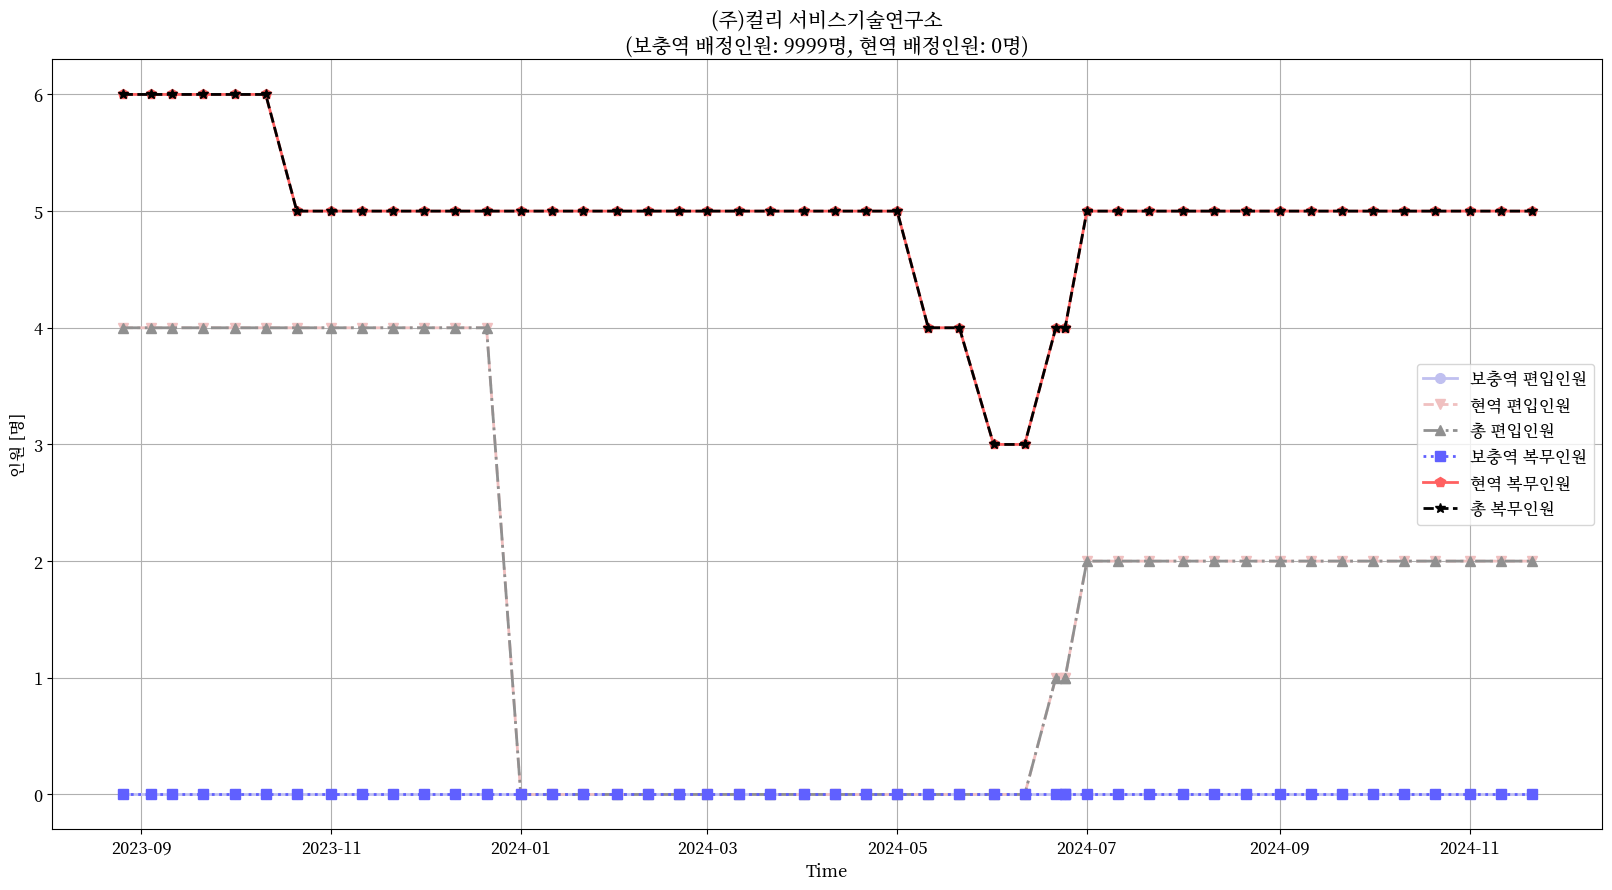 (주)컬리 서비스기술연구소
(보충역 배정인원: 9999명, 현역 배정인원: 0명)
인원 [명]
6
5
4
3
2
1
0
보충역 편입인원
현역 편입인원
총 편입인원
보충역 복무인원
현역 복무인원
총 복무인원
2023-09
2023-11
2024-01
2024-03
2024-05
2024-07
2024-09
2024-11
Time